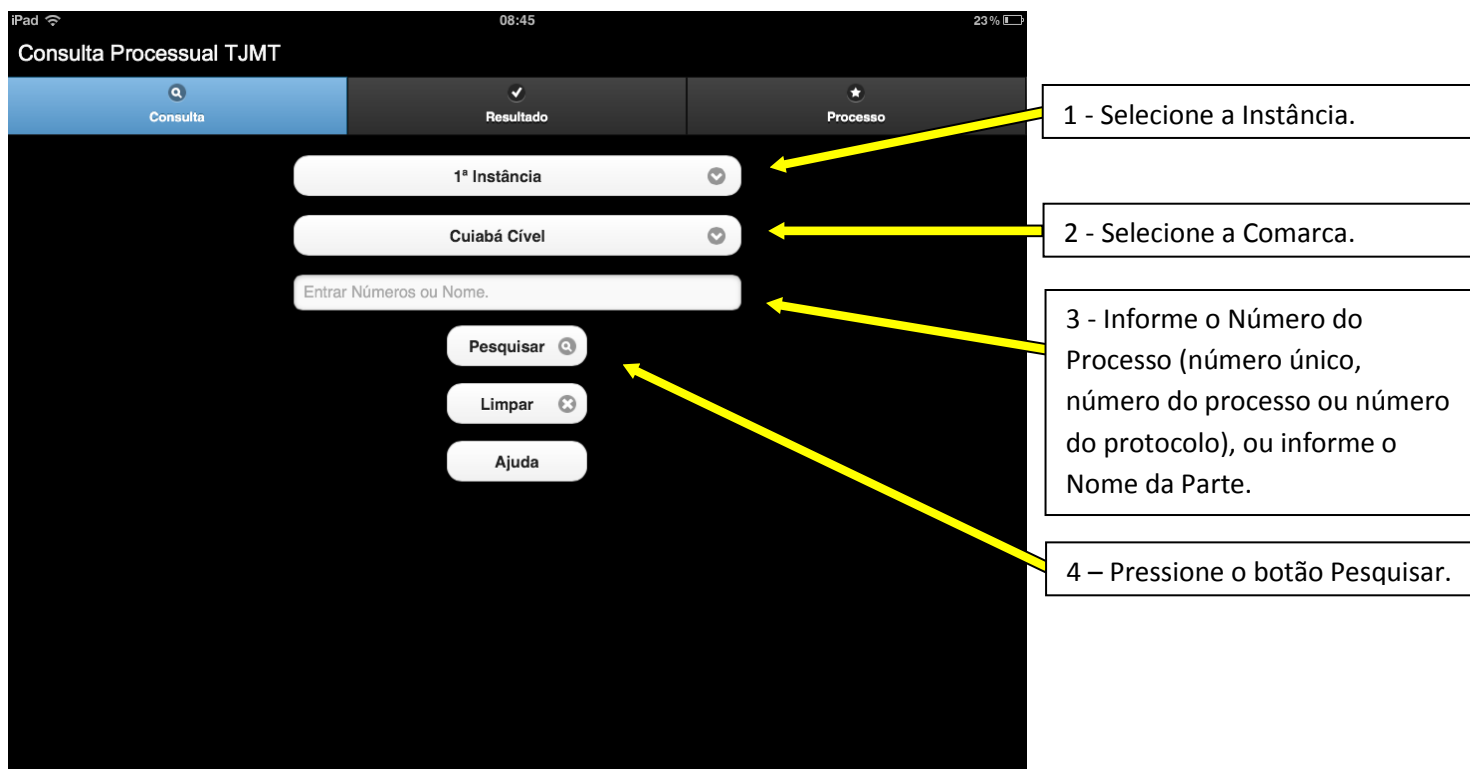 iPad 08:45 23%
Consulta Processual TJMT
Consulta Resultado Processo
1ª Instância
Cuiabá Cível
Entrar Números ou Nome.
Pesquisar
Limpar
Ajuda
1 - Selecione a Instância.
2 - Selecione a Comarca.
3 - Informe o Número do
Processo (número único,
número do processo ou número
do protocolo), ou informe o
Nome da Parte.
4 – Pressione o botão Pesquisar.